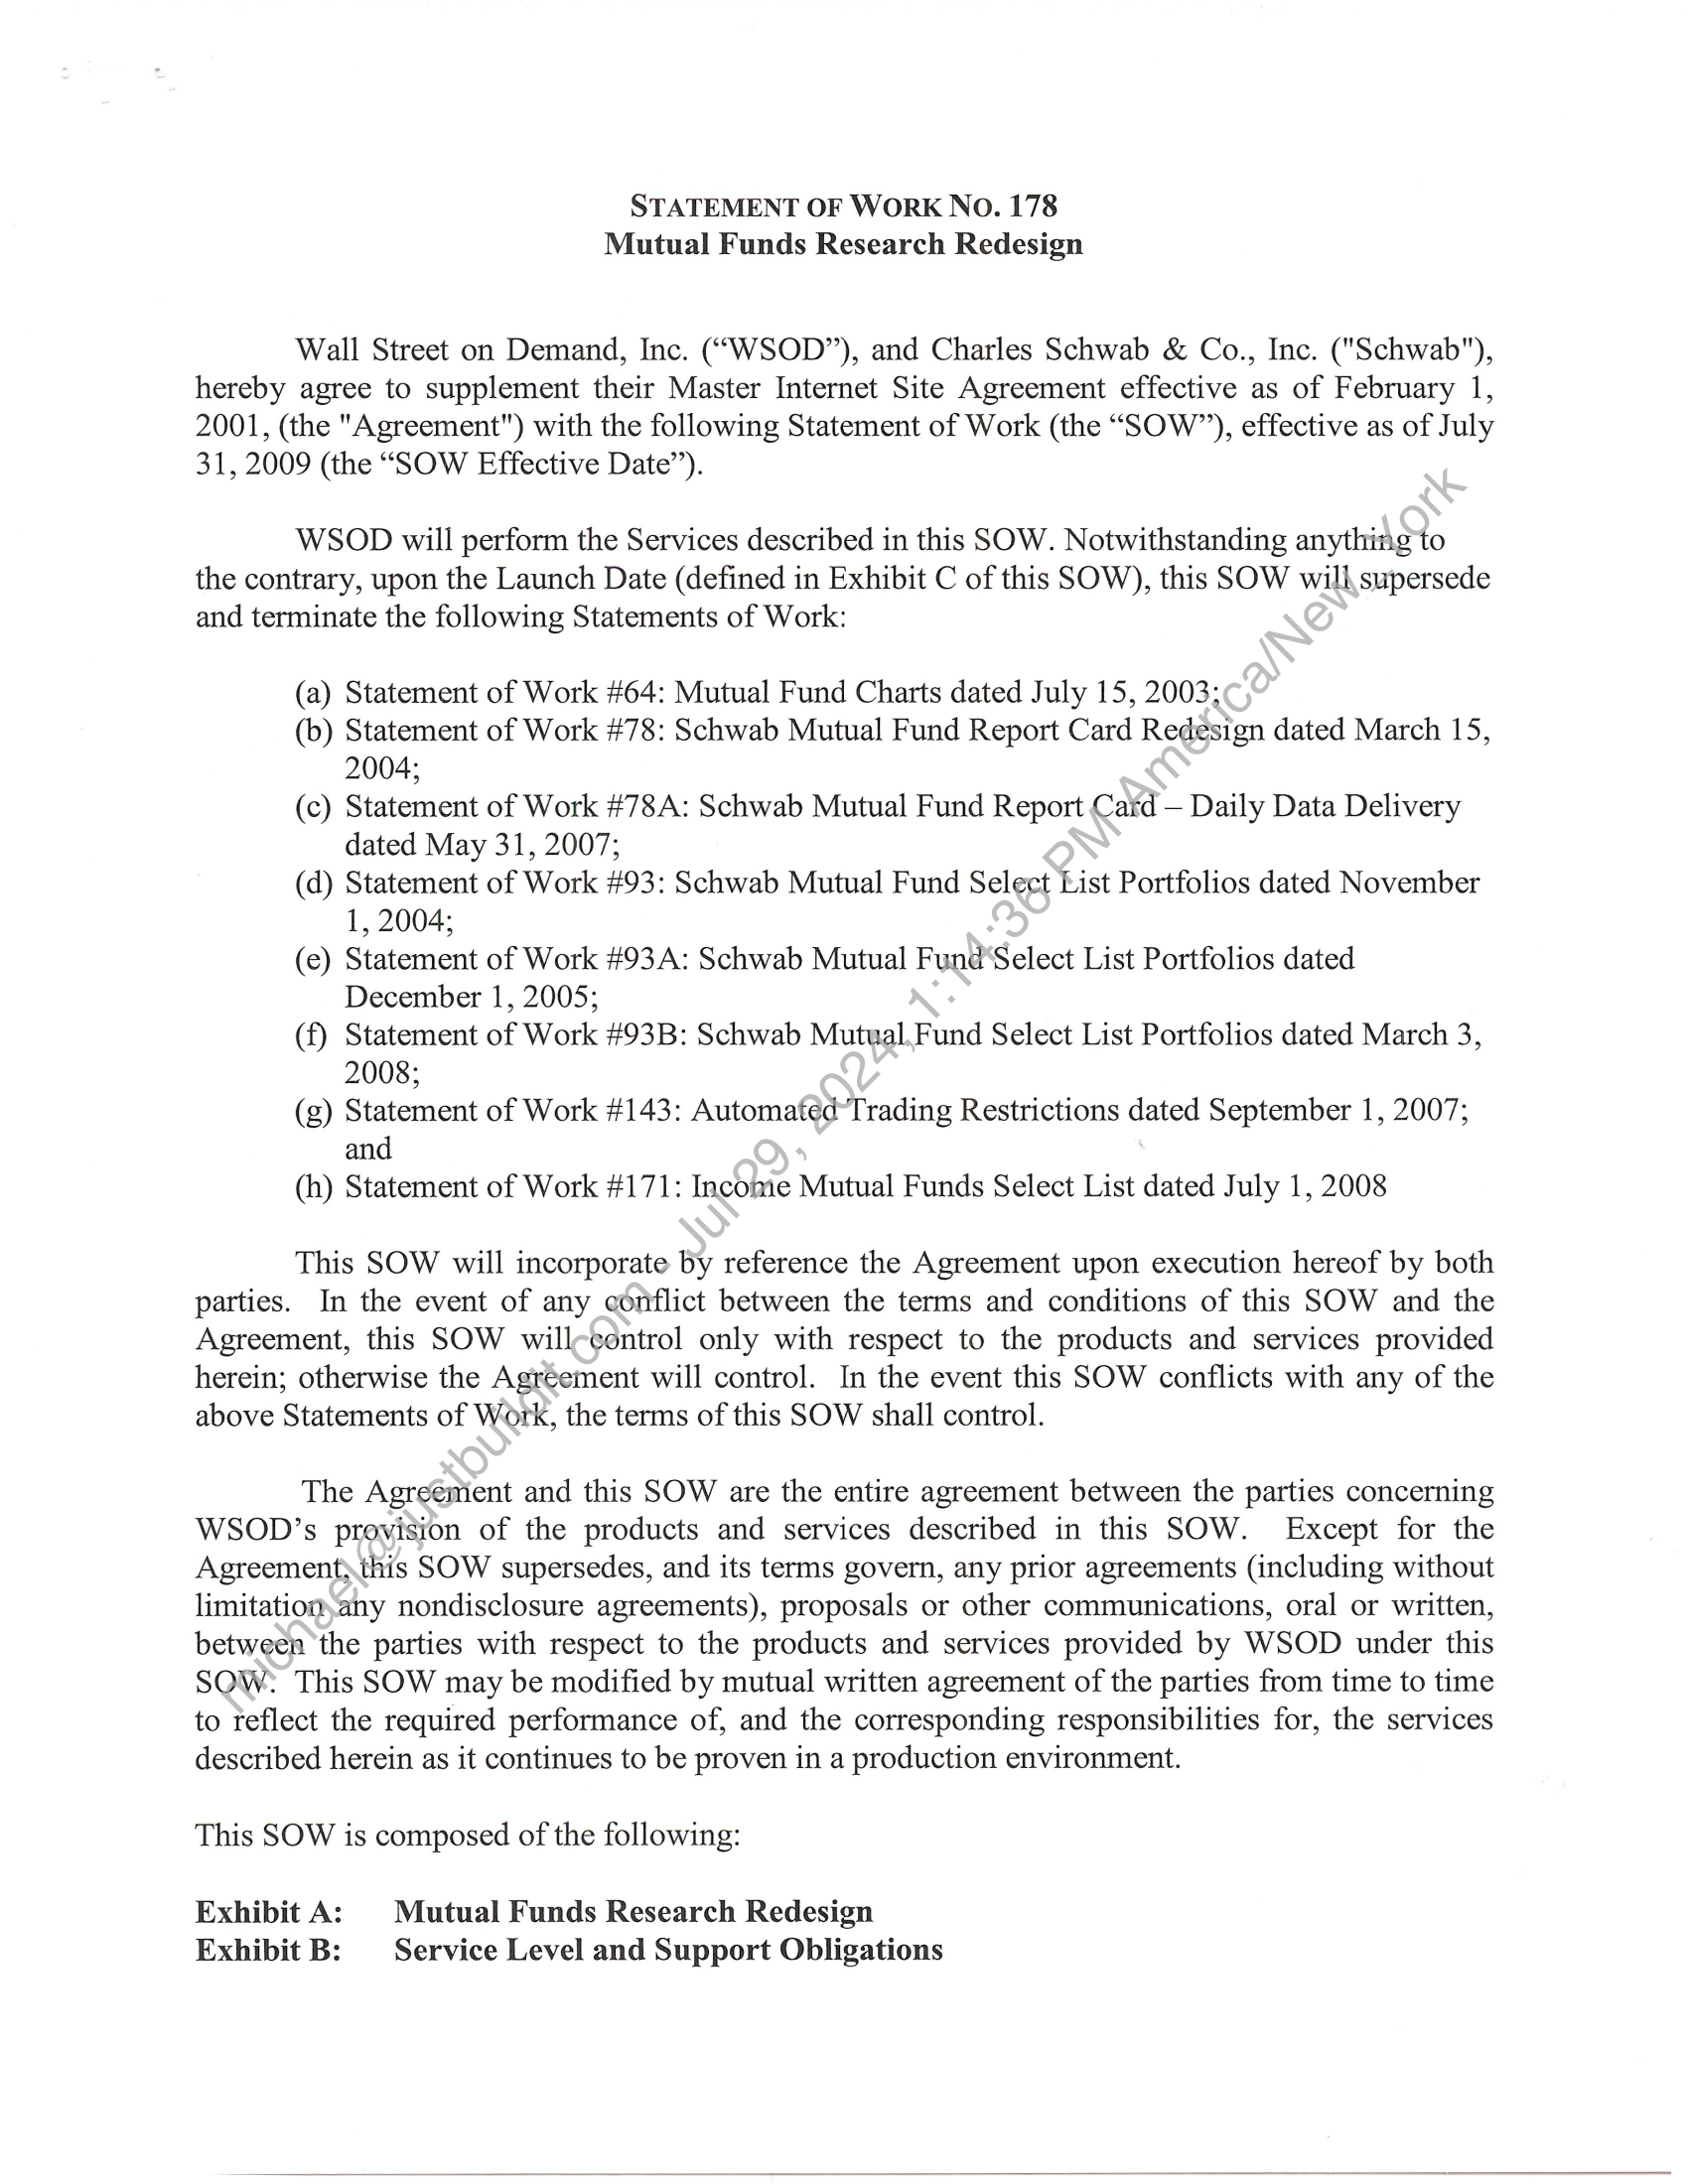 STATEMENT OF WORK NO. 178
Mutual Funds Research Redesign
Wall Street on Demand, Inc. (“WSOD”), and Charles Schwab & Co., Inc. ("Schwab"),
hereby agree to supplement their Master Internet Site Agreement effective as of February 1,
2001, (the "Agreement") with the following Statement of Work (the “SOW”), effective as of July
31, 2009 (the “SOW Effective Date”).
WSOD will perform the Services described in this SOW. Notwithstanding anything to
the contrary, upon the Launch Date (defined in Exhibit C of this SOW), this SOW will supersede
and terminate the following Statements of Work:
(a) Statement of Work #64: Mutual Fund Charts dated July 15, 2003;
(b) Statement of Work #78: Schwab Mutual Fund Report Card Redesign dated March 15,
2004;
(c) Statement of Work #78A: Schwab Mutual Fund Report Card – Daily Data Delivery
dated May 31, 2007;
(d) Statement of Work #93: Schwab Mutual Fund Select List Portfolios dated November
1, 2004;
(e) Statement of Work #93A: Schwab Mutual Fund Select List Portfolios dated
December 1, 2005;
(f) Statement of Work #93B: Schwab Mutual Fund Select List Portfolios dated March 3,
2008;
(g) Statement of Work #143: Automated Trading Restrictions dated September 1, 2007;
and
(h) Statement of Work #171: Income Mutual Funds Select List dated July 1, 2008
This SOW will incorporate by reference the Agreement upon execution hereof by both
parties. In the event of any conflict between the terms and conditions of this SOW and the
Agreement, this SOW will control only with respect to the products and services provided
herein; otherwise the Agreement will control. In the event this SOW conflicts with any of the
above Statements of Work, the terms of this SOW shall control.
The Agreement and this SOW are the entire agreement between the parties concerning
WSOD’s provision of the products and services described in this SOW. Except for the
Agreement, this SOW supersedes, and its terms govern, any prior agreements (including without
limitation any nondisclosure agreements), proposals or other communications, oral or written,
between the parties with respect to the products and services provided by WSOD under this
SOW. This SOW may be modified by mutual written agreement of the parties from time to time
to reflect the required performance of, and the corresponding responsibilities for, the services
described herein as it continues to be proven in a production environment.
This SOW is composed of the following:
Exhibit A: Mutual Funds Research Redesign
Exhibit B: Service Level and Support Obligations
michael@justbuildit.com - Jul 29, 2024, 1:14:36 PM America/New_York